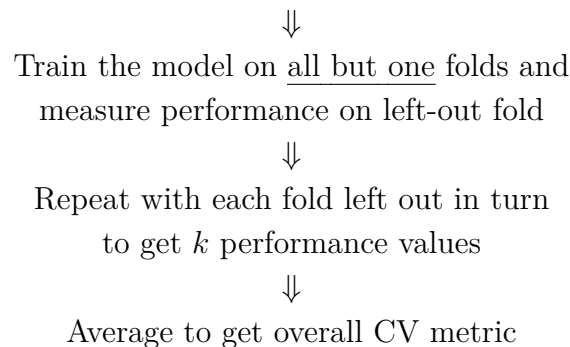 ⇓
Train the model on all but one folds and
measure performance on left-out fold
⇓
Repeat with each fold left out in turn
to get k performance values
⇓
Average to get overall CV metric